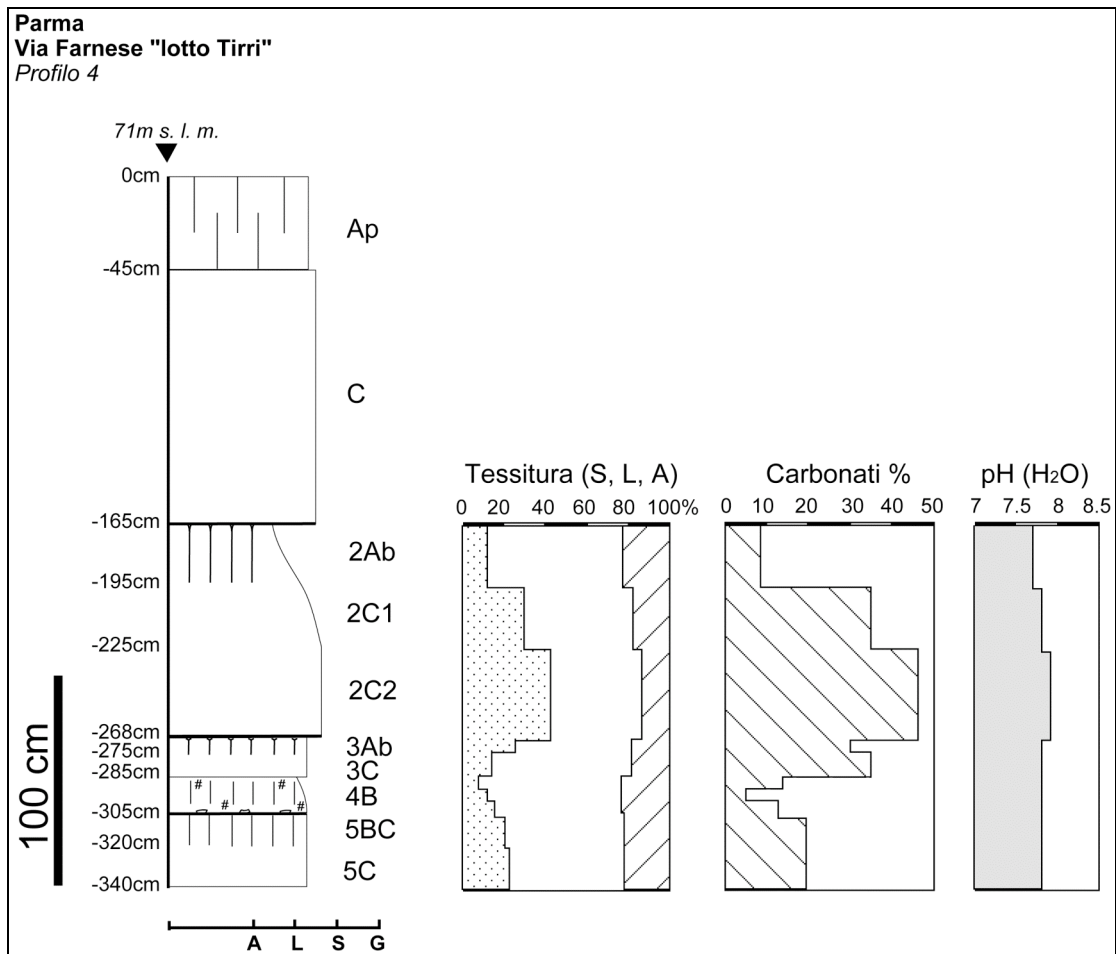 Parma
Via Farnese "lotto Tirri"
Profilo 4
71m s. l. m.
0cm
Ap
-45cm
C
Tessitura (S, L, A)
Carbonati %
pH (H2O)
0 20 40 60 80 100%
0 10 20 30 40 50
7 7.5 8 8.5
-165cm
2Ab
-195cm
2C1
-225cm
2C2
-268cm
3Ab
-275cm
3C
-285cm
# #
4B
# #
-305cm
5BC
-320cm
5C
-340cm
100 cm
A L S G